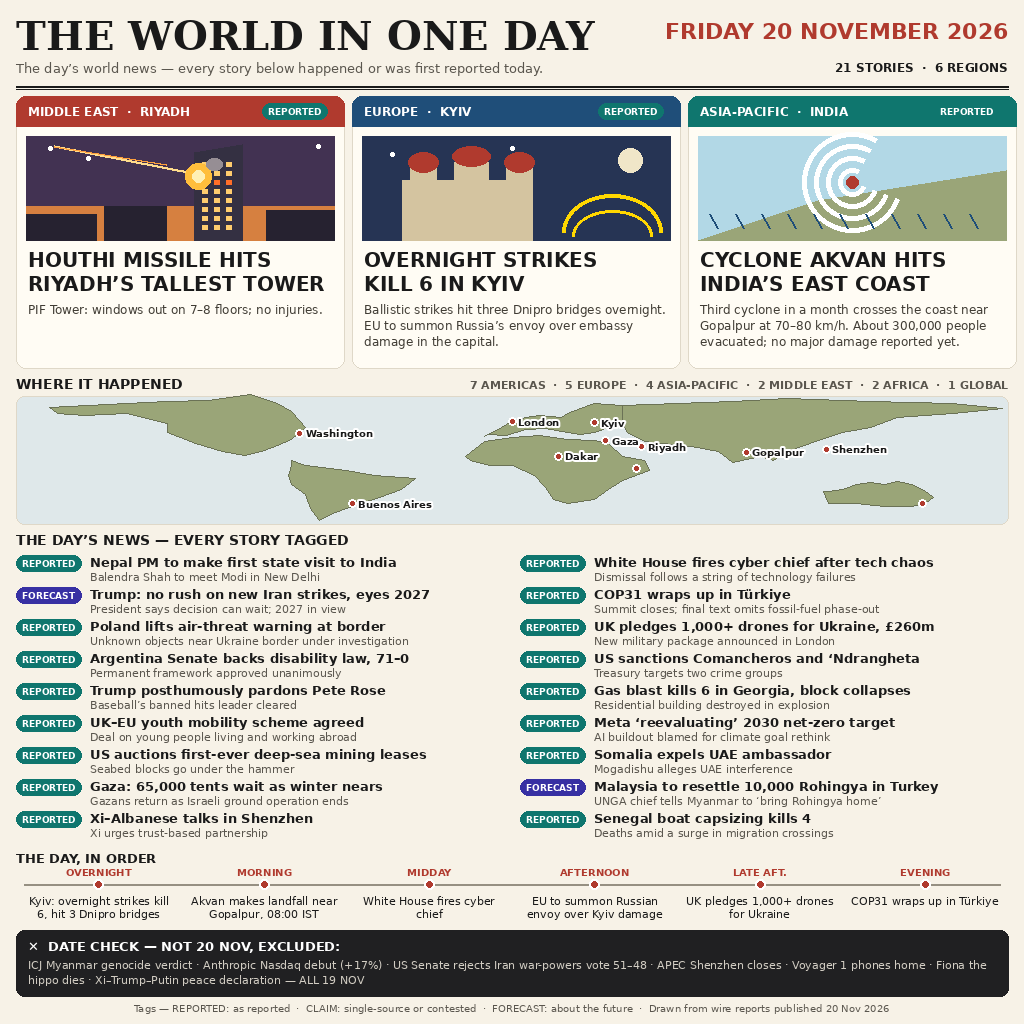 THE WORLD IN ONE DAY
FRIDAY 20 NOVEMBER 2026
The day’s world news — every story below happened or was first reported today.
21 STORIES · 6 REGIONS
MIDDLE EAST · RIYADH
REPORTED
HOUTHI MISSILE HITS
RIYADH’S TALLEST TOWER
PIF Tower: windows out on 7–8 floors; no injuries.
EUROPE · KYIV
REPORTED
OVERNIGHT STRIKES
KILL 6 IN KYIV
Ballistic strikes hit three Dnipro bridges overnight.
EU to summon Russia’s envoy over embassy
damage in the capital.
ASIA-PACIFIC · INDIA
REPORTED
CYCLONE AKVAN HITS
INDIA’S EAST COAST
Third cyclone in a month crosses the coast near
Gopalpur at 70–80 km/h. About 300,000 people
evacuated; no major damage reported yet.
WHERE IT HAPPENED
7 AMERICAS · 5 EUROPE · 4 ASIA-PACIFIC · 2 MIDDLE EAST · 2 AFRICA · 1 GLOBAL
Washington
London
Kyiv
Gaza
Riyadh
Dakar
Gopalpur
Shenzhen
Buenos Aires
THE DAY’S NEWS — EVERY STORY TAGGED
REPORTED Nepal PM to make first state visit to India
Balendra Shah to meet Modi in New Delhi
FORECAST Trump: no rush on new Iran strikes, eyes 2027
President says decision can wait; 2027 in view
REPORTED Poland lifts air-threat warning at border
Unknown objects near Ukraine border under investigation
REPORTED Argentina Senate backs disability law, 71–0
Permanent framework approved unanimously
REPORTED Trump posthumously pardons Pete Rose
Baseball’s banned hits leader cleared
REPORTED UK–EU youth mobility scheme agreed
Deal on young people living and working abroad
REPORTED US auctions first-ever deep-sea mining leases
Seabed blocks go under the hammer
REPORTED Gaza: 65,000 tents wait as winter nears
Gazans return as Israeli ground operation ends
REPORTED Xi–Albanese talks in Shenzhen
Xi urges trust-based partnership
REPORTED White House fires cyber chief after tech chaos
Dismissal follows a string of technology failures
REPORTED COP31 wraps up in Türkiye
Summit closes; final text omits fossil-fuel phase-out
REPORTED UK pledges 1,000+ drones for Ukraine, £260m
New military package announced in London
REPORTED US sanctions Comancheros and ‘Ndrangheta
Treasury targets two crime groups
REPORTED Gas blast kills 6 in Georgia, block collapses
Residential building destroyed in explosion
REPORTED Meta ‘reevaluating’ 2030 net-zero target
AI buildout blamed for climate goal rethink
REPORTED Somalia expels UAE ambassador
Mogadishu alleges UAE interference
FORECAST Malaysia to resettle 10,000 Rohingya in Turkey
UNGA chief tells Myanmar to ‘bring Rohingya home’
REPORTED Senegal boat capsizing kills 4
Deaths amid a surge in migration crossings
THE DAY, IN ORDER
OVERNIGHT
Kyiv: overnight strikes kill
6, hit 3 Dnipro bridges
MORNING
Akvan makes landfall near
Gopalpur, 08:00 IST
MIDDAY
White House fires cyber
chief
AFTERNOON
EU to summon Russian
envoy over Kyiv damage
LATE AFT.
UK pledges 1,000+ drones
for Ukraine
EVENING
COP31 wraps up in Türkiye
✕ DATE CHECK — NOT 20 NOV, EXCLUDED:
ICJ Myanmar genocide verdict · Anthropic Nasdaq debut (+17%) · US Senate rejects Iran war-powers vote 51–48 · APEC Shenzhen closes · Voyager 1 phones home · Fiona the
hippo dies · Xi–Trump–Putin peace declaration — ALL 19 NOV
Tags — REPORTED: as reported · CLAIM: single-source or contested · FORECAST: about the future · Drawn from wire reports published 20 Nov 2026